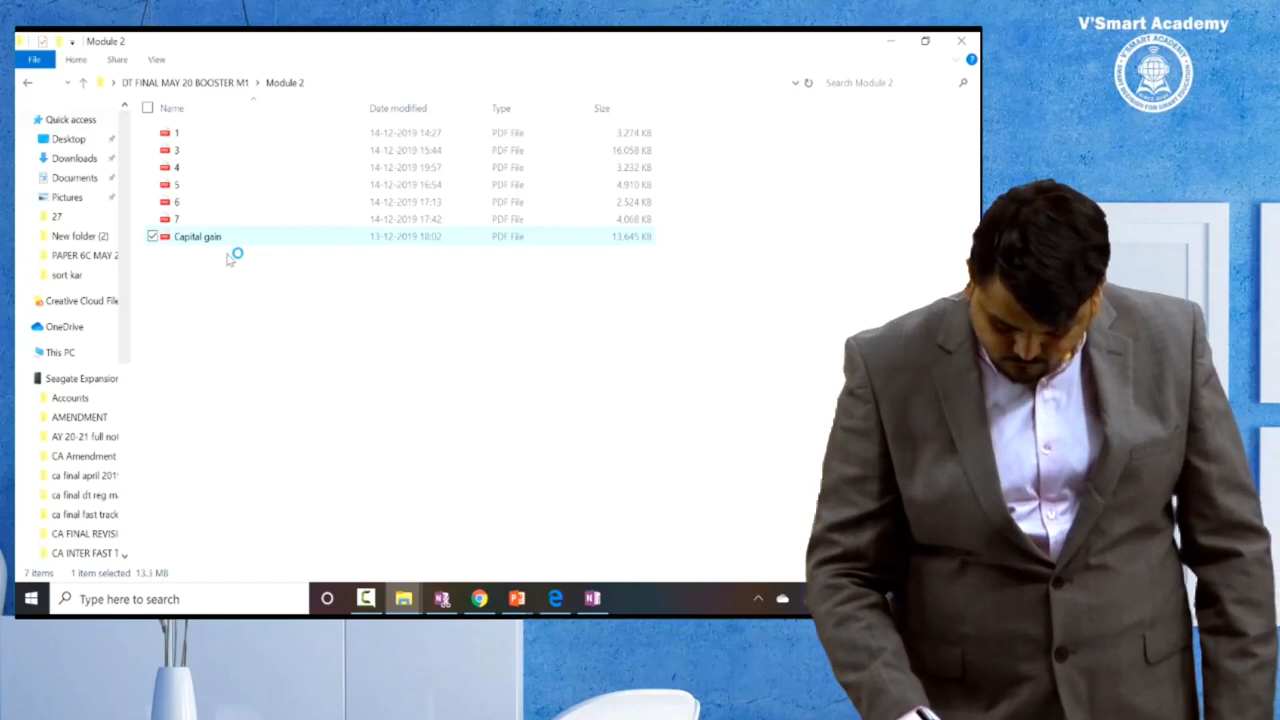 V'Smart Academy
Module 2
File Home Share View
DT FINAL MAY 20 BOOSTER M1 > Module 2
Search Module 2
Name Date modified Type Size
1 14-12-2019 14:27 PDF File 3,274 KB
3 14-12-2019 15:44 PDF File 16,058 KB
4 14-12-2019 19:57 PDF File 3,232 KB
5 14-12-2019 16:54 PDF File 4,910 KB
6 14-12-2019 17:13 PDF File 2,524 KB
7 14-12-2019 17:42 PDF File 4,068 KB
Capital gain 13-12-2019 18:02 PDF File 13,645 KB
Quick access
Desktop
Downloads
Documents
Pictures
27
New folder (2)
PAPER 6C MAY 2
sort kar
Creative Cloud File
OneDrive
This PC
Seagate Expansion
Accounts
AMENDMENT
AY 20-21 full not
CA Amendment
ca final april 201
ca final dt reg m
ca final fast track
CA FINAL REVISI
CA INTER FAST T
7 items 1 item selected 13.3 MB
Type here to search